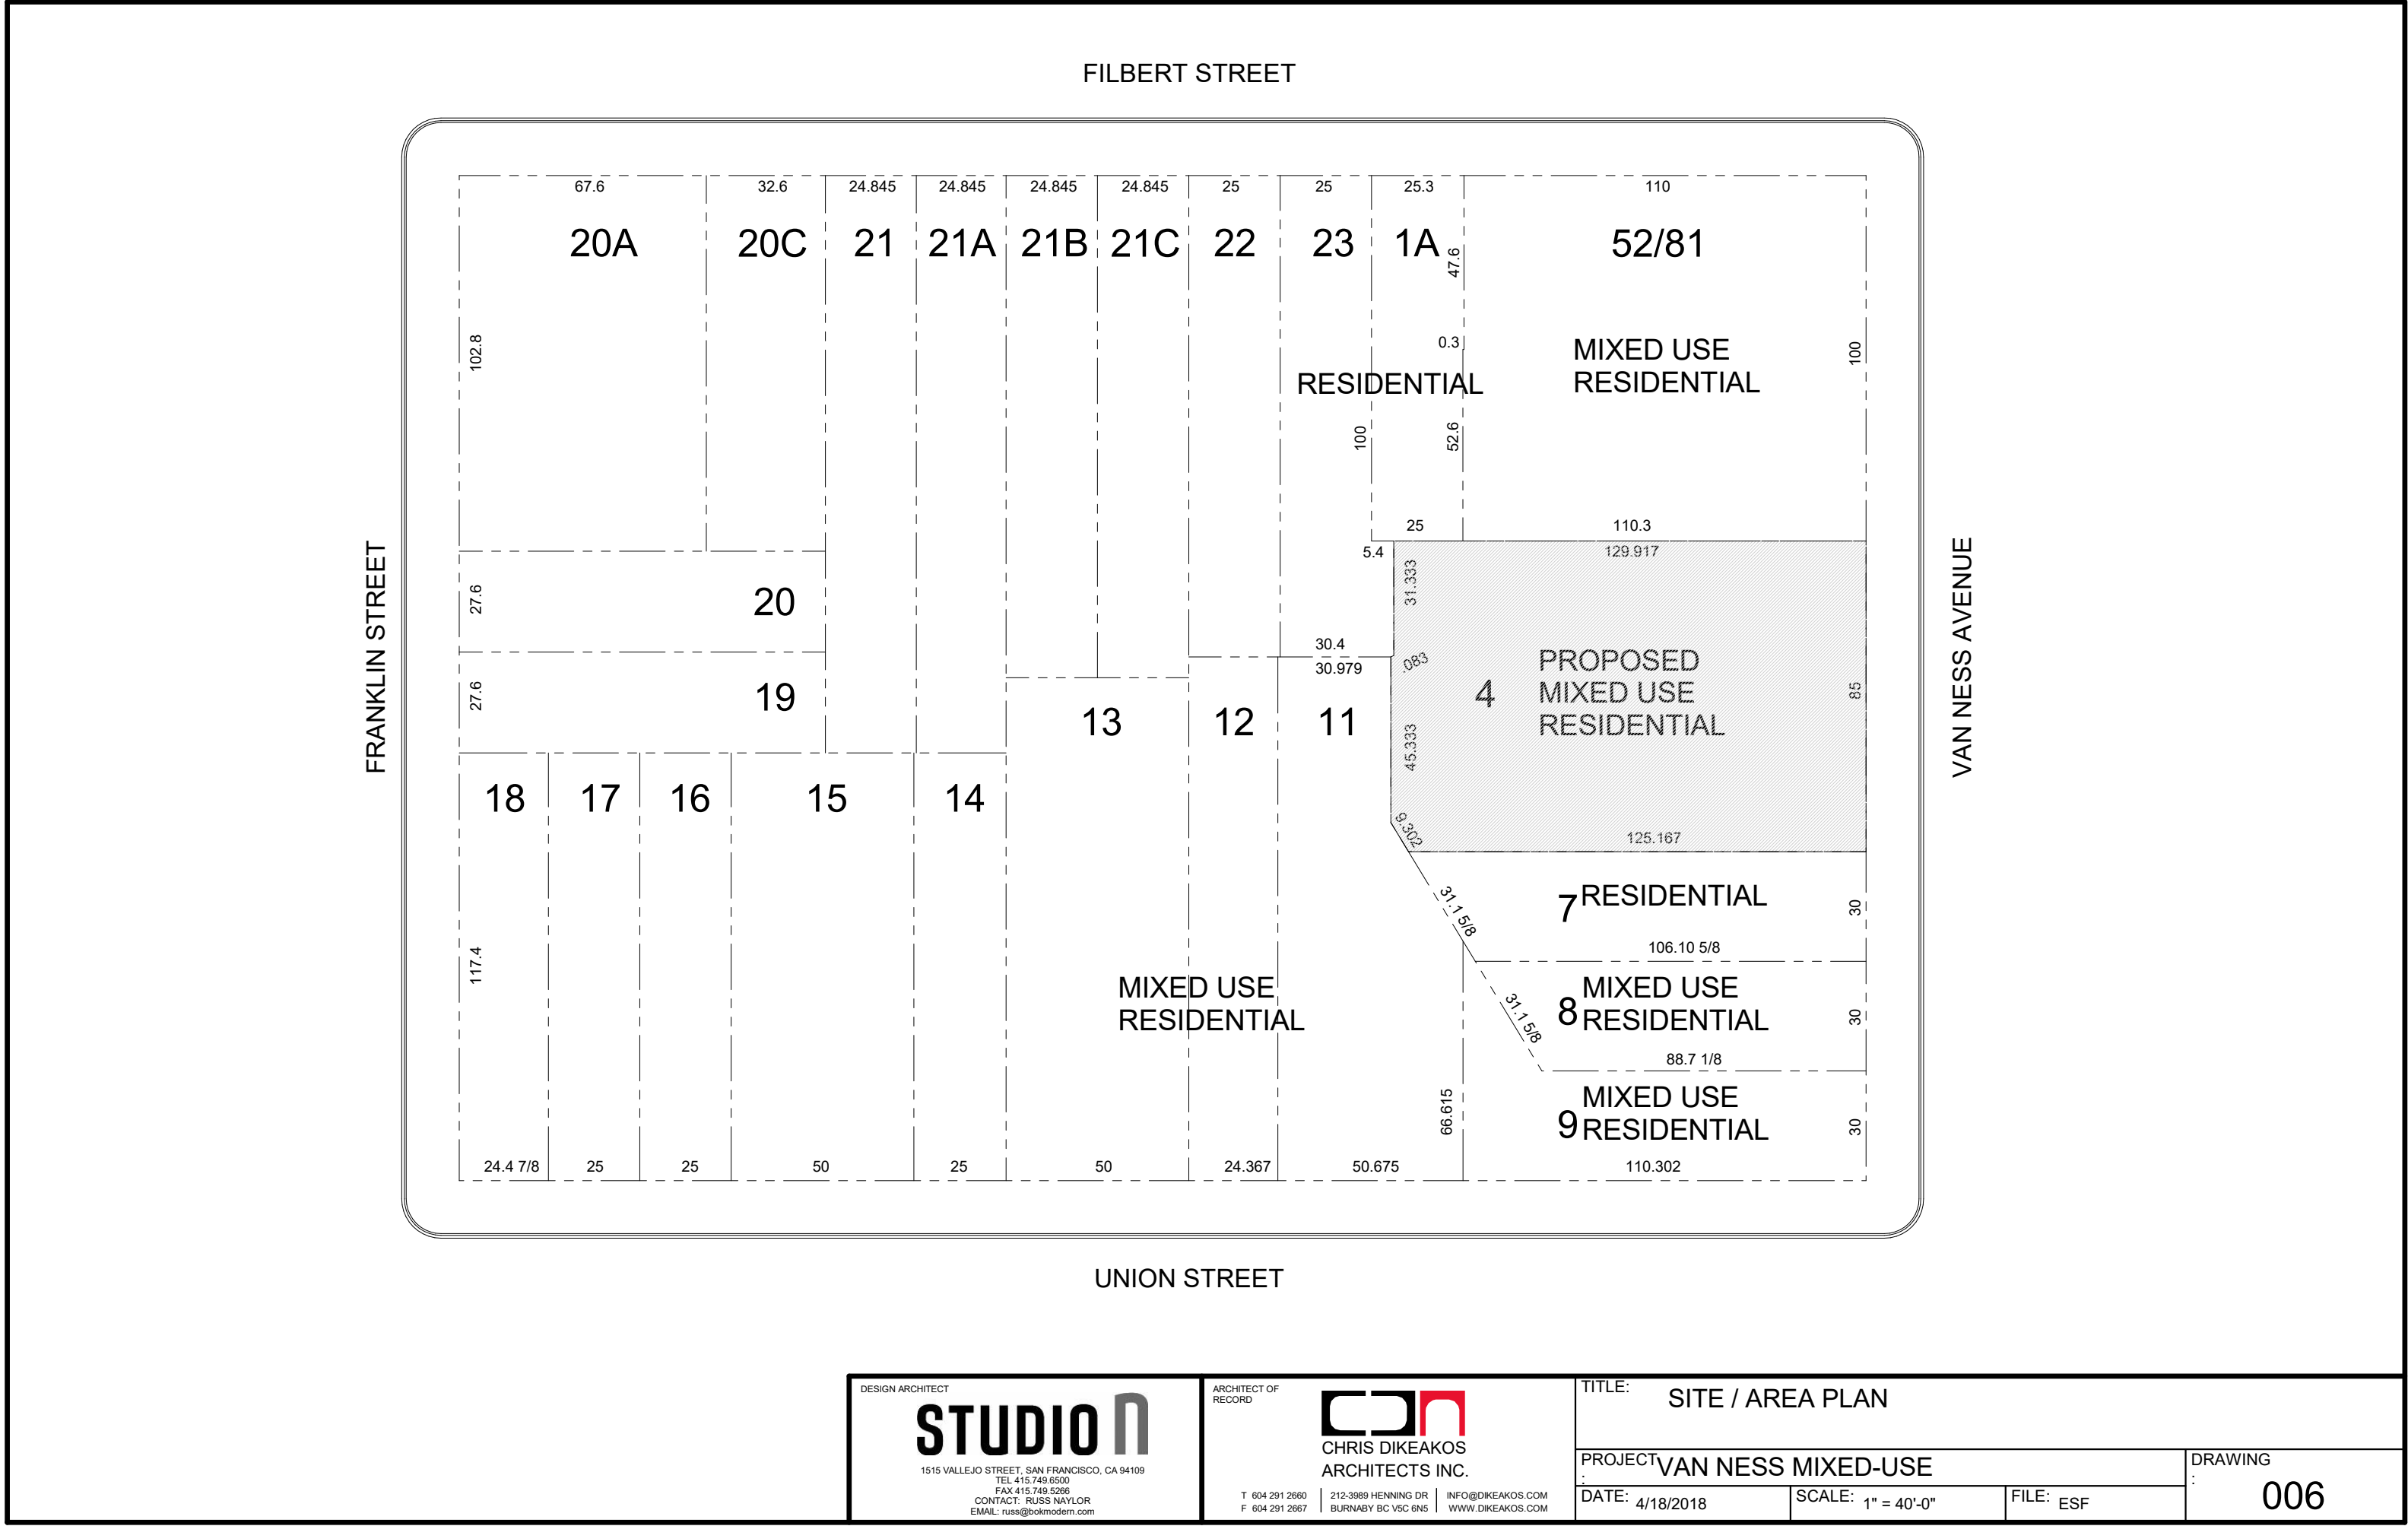 FILBERT STREET
67.6
32.6
24.845
24.845
24.845
24.845
25
25
25.3
110
20A
20C
21
21A
21B
21C
22
23
1A
52/81
47.6
102.8
0.3
MIXED USE
RESIDENTIAL
100
RESIDENTIAL
100
52.6
25
110.3
5.4
129.917
31.333
FRANKLIN STREET
VAN NESS AVENUE
27.6
20
30.4
30.979
.083
PROPOSED
MIXED USE
RESIDENTIAL
4
85
27.6
19
13
12
11
45.333
18
17
16
15
14
9.302
125.167
31.1 5/8
7
RESIDENTIAL
30
106.10 5/8
117.4
MIXED USE
RESIDENTIAL
31.1 5/8
8
MIXED USE
RESIDENTIAL
30
88.7 1/8
66.615
9
MIXED USE
RESIDENTIAL
30
24.4 7/8
25
25
50
25
50
24.367
50.675
110.302
UNION STREET
DESIGN ARCHITECT
STUDIO n
1515 VALLEJO STREET, SAN FRANCISCO, CA 94109
TEL 415.749.6500
FAX 415.749.5266
CONTACT: RUSS NAYLOR
EMAIL: russ@bokmodern.com
ARCHITECT OF
RECORD
CHRIS DIKEAKOS
ARCHITECTS INC.
T 604 291 2660
F 604 291 2667
212-3989 HENNING DR
BURNABY BC V5C 6N5
INFO@DIKEAKOS.COM
WWW.DIKEAKOS.COM
TITLE: SITE / AREA PLAN
PROJECT: VAN NESS MIXED-USE
DATE: 4/18/2018
SCALE: 1" = 40'-0"
FILE: ESF
DRAWING:
006